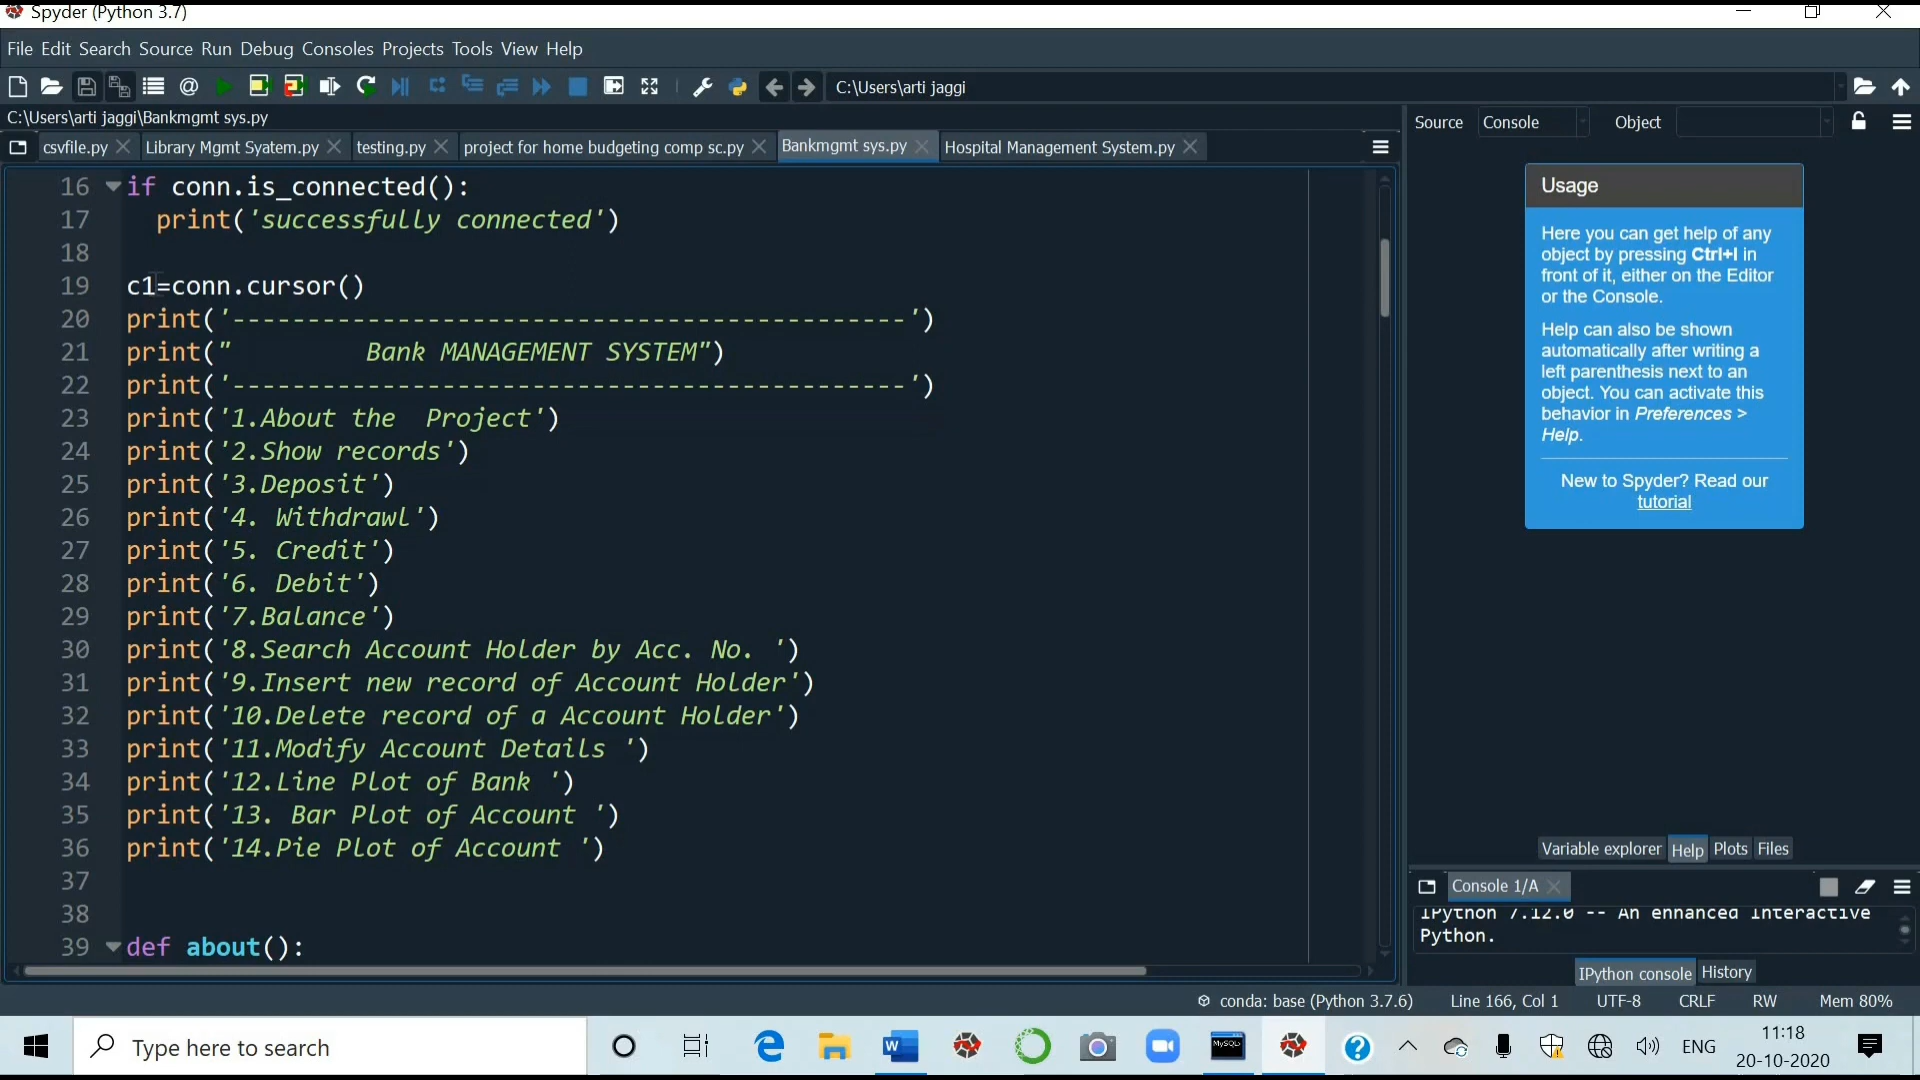 Spyder (Python 3.7)
File Edit Search Source Run Debug Consoles Projects Tools View Help
C:\Users\arti jaggi
C:\Users\arti jaggi\Bankmgmt sys.py
csvfile.py Library Mgmt Syatem.py testing.py project for home budgeting comp sc.py Bankmgmt sys.py Hospital Management System.py
16 if conn.is_connected():
17 print('successfully connected')
18
19 c1=conn.cursor()
20 print('---------------------------------------------')
21 print("         Bank MANAGEMENT SYSTEM")
22 print('---------------------------------------------')
23 print('1.About the  Project')
24 print('2.Show records')
25 print('3.Deposit')
26 print('4. Withdrawl')
27 print('5. Credit')
28 print('6. Debit')
29 print('7.Balance')
30 print('8.Search Account Holder by Acc. No. ')
31 print('9.Insert new record of Account Holder')
32 print('10.Delete record of a Account Holder')
33 print('11.Modify Account Details ')
34 print('12.Line Plot of Bank ')
35 print('13. Bar Plot of Account ')
36 print('14.Pie Plot of Account ')
37
38
39 def about():
Source Console Object
Usage
Here you can get help of any
object by pressing Ctrl+I in
front of it, either on the Editor
or the Console.
Help can also be shown
automatically after writing a
left parenthesis next to an
object. You can activate this
behavior in Preferences >
Help.
New to Spyder? Read our
tutorial
Variable explorer Help Plots Files
Console 1/A
IPython 7.12.0 -- An enhanced Interactive
Python.
IPython console History
conda: base (Python 3.7.6) Line 166, Col 1 UTF-8 CRLF RW Mem 80%
Type here to search
MySQL
ENG
11:18
20-10-2020